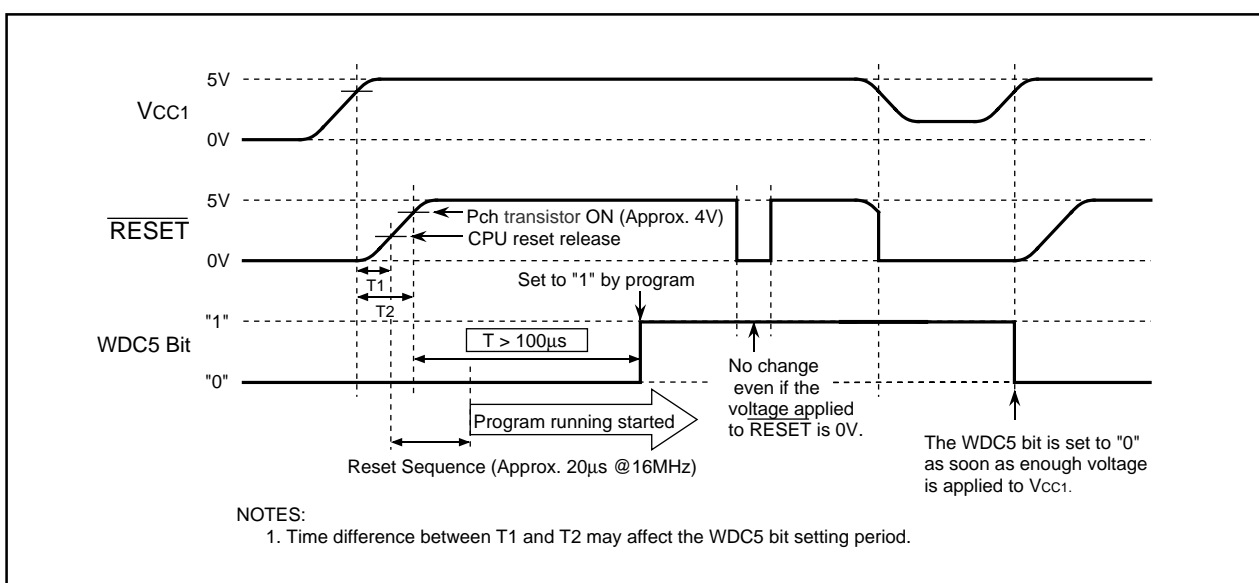 5V
VCC1
0V
5V
Pch transistor ON (Approx. 4V)
RESET
CPU reset release
0V
T1
Set to "1" by program
T2
"1"
WDC5 Bit
T > 100µs
"0"
No change
even if the
voltage applied
to RESET is 0V.
Program running started
The WDC5 bit is set to "0"
as soon as enough voltage
is applied to VCC1.
Reset Sequence (Approx. 20µs @16MHz)
NOTES:
1. Time difference between T1 and T2 may affect the WDC5 bit setting period.